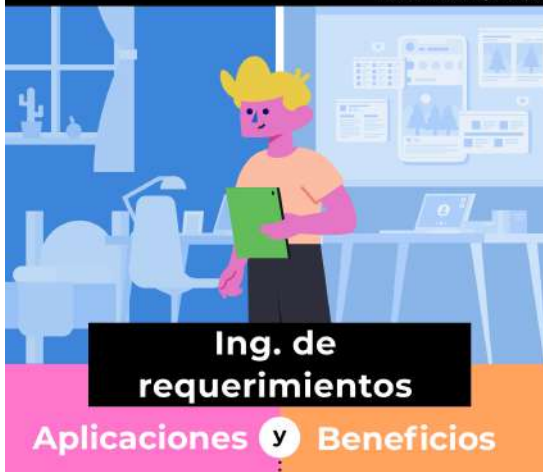 Ing. de
requerimientos
Aplicaciones y Beneficios